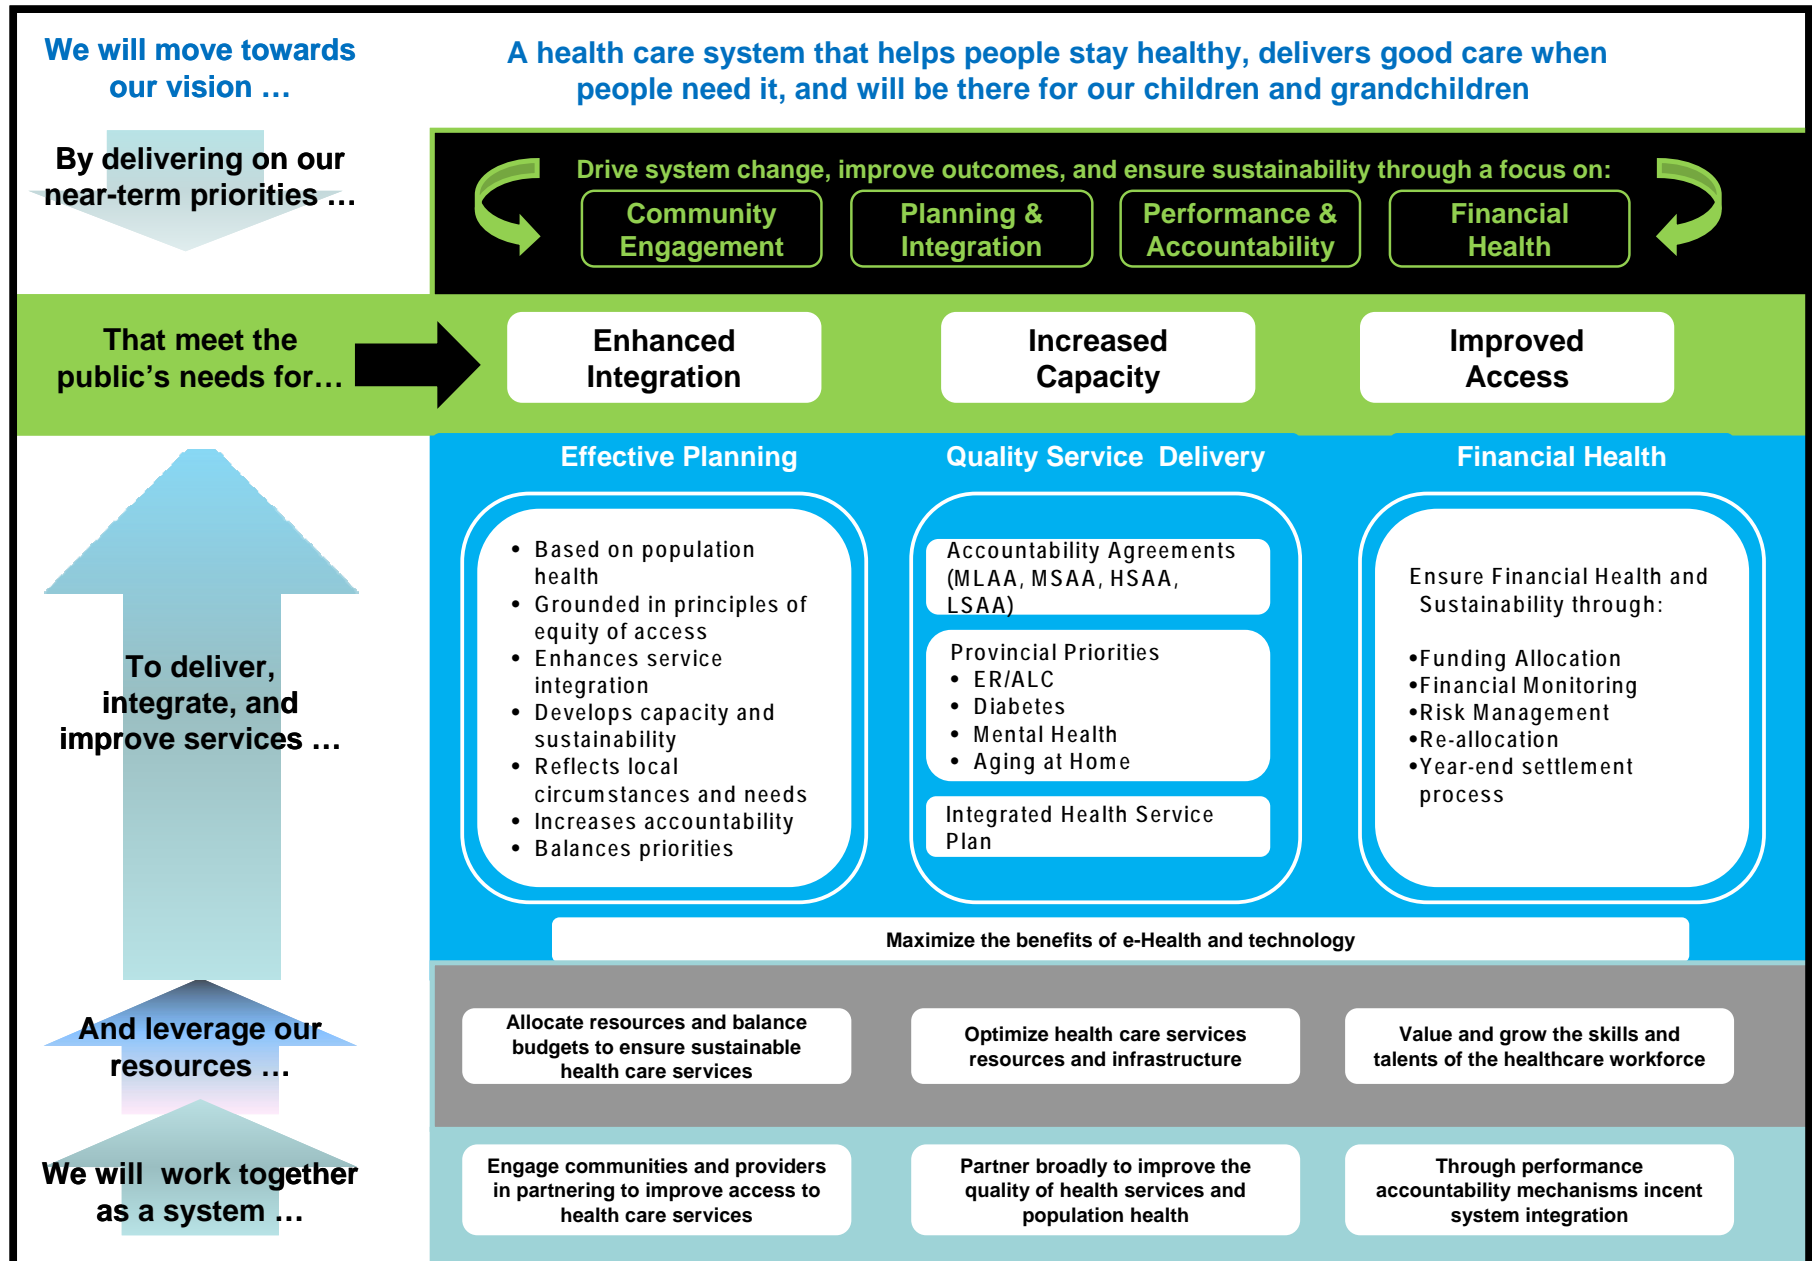 We will move towards
our vision …
A health care system that helps people stay healthy, delivers good care when
people need it, and will be there for our children and grandchildren
By delivering on our
near-term priorities …
Drive system change, improve outcomes, and ensure sustainability through a focus on:
Community
Engagement
Planning &
Integration
Performance &
Accountability
Financial
Health
That meet the
public’s needs for…
Enhanced
Integration
Increased
Capacity
Improved
Access
To deliver,
integrate, and
improve services …
Effective Planning
• Based on population
health
• Grounded in principles of
equity of access
• Enhances service
integration
• Develops capacity and
sustainability
• Reflects local
circumstances and needs
• Increases accountability
• Balances priorities
Quality Service Delivery
Accountability Agreements
(MLAA, MSAA, HSAA,
LSAA)
Provincial Priorities
• ER/ALC
• Diabetes
• Mental Health
• Aging at Home
Integrated Health Service
Plan
Financial Health
Ensure Financial Health and
Sustainability through:
•Funding Allocation
•Financial Monitoring
•Risk Management
•Re-allocation
•Year-end settlement
process
Maximize the benefits of e-Health and technology
And leverage our
resources …
Allocate resources and balance
budgets to ensure sustainable
health care services
Optimize health care services
resources and infrastructure
Value and grow the skills and
talents of the healthcare workforce
We will work together
as a system …
Engage communities and providers
in partnering to improve access to
health care services
Partner broadly to improve the
quality of health services and
population health
Through performance
accountability mechanisms incent
system integration